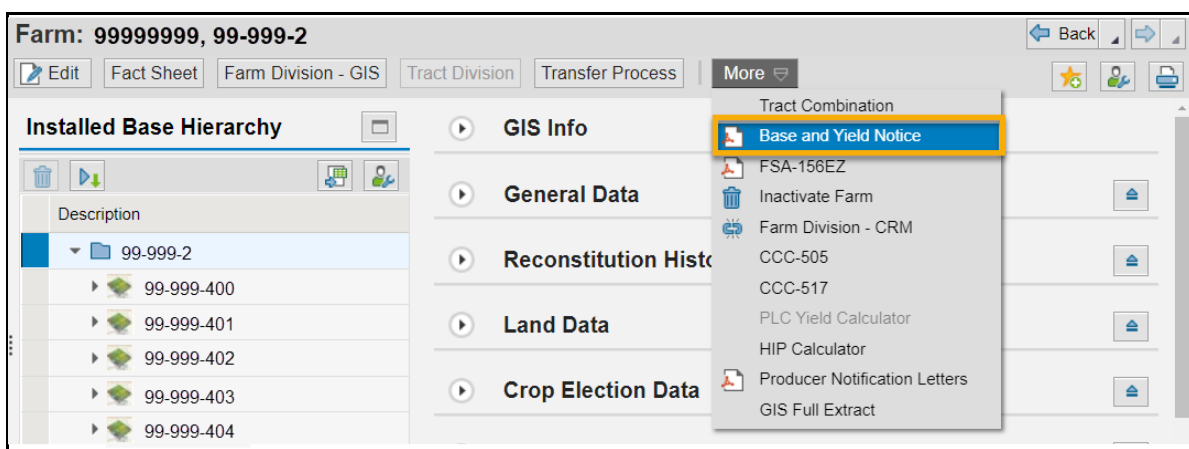 Farm: 99999999, 99-999-2
Back
Edit Fact Sheet Farm Division - GIS Tract Division Transfer Process More
Installed Base Hierarchy
Description
99-999-2
99-999-400
99-999-401
99-999-402
99-999-403
99-999-404
GIS Info
General Data
Reconstitution Histo
Land Data
Crop Election Data
Tract Combination
Base and Yield Notice
FSA-156EZ
Inactivate Farm
Farm Division - CRM
CCC-505
CCC-517
PLC Yield Calculator
HIP Calculator
Producer Notification Letters
GIS Full Extract